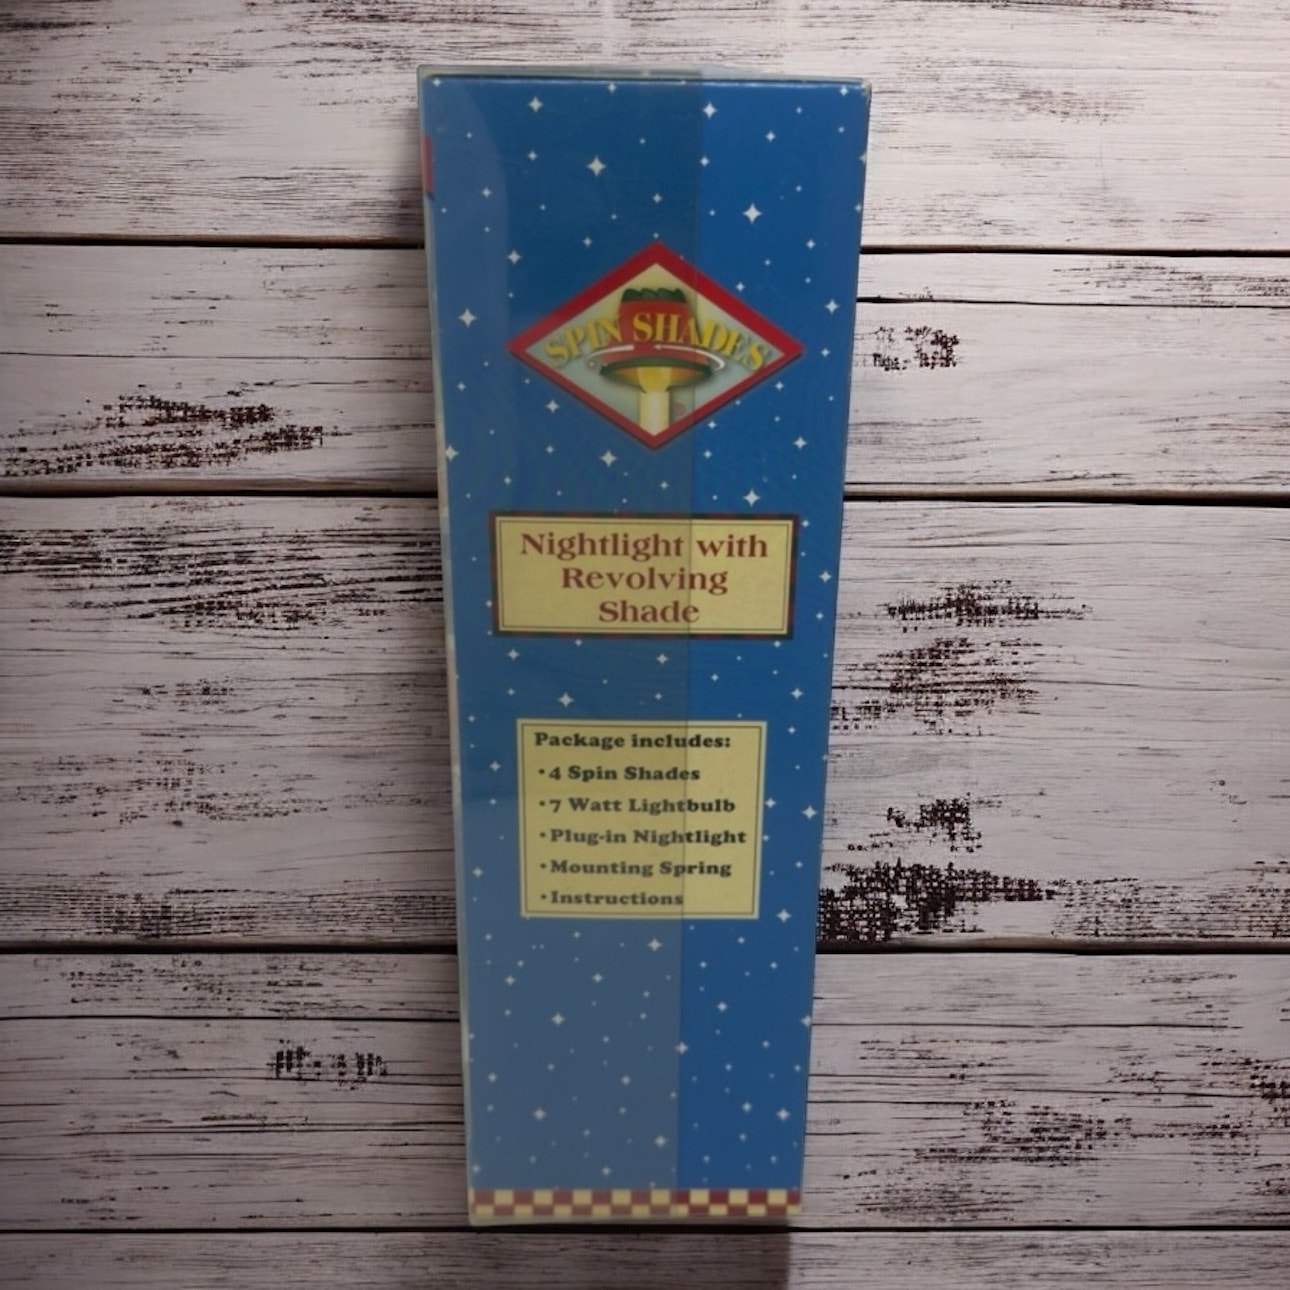 SPIN SHADES
®
Nightlight with
Revolving
Shade
Package includes:
•4 Spin Shades
•7 Watt Lightbulb
•Plug-in Nightlight
•Mounting Spring
•Instructions